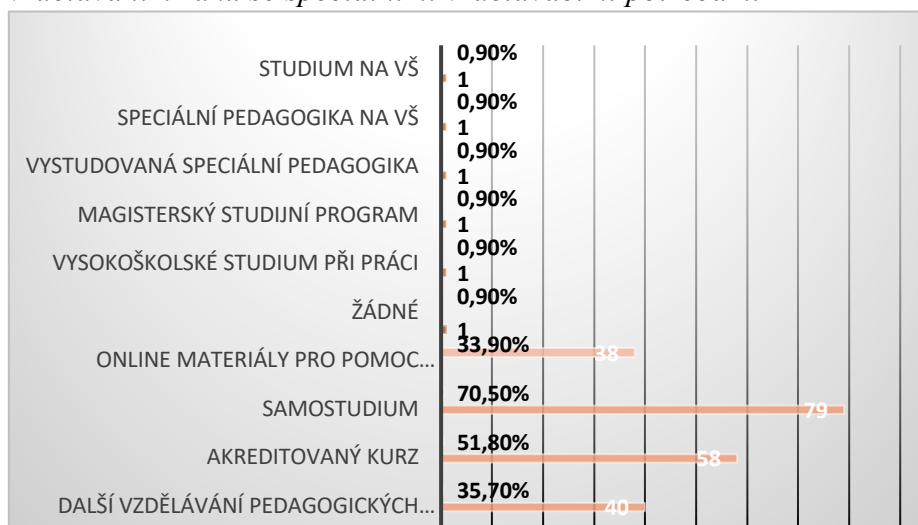 STUDIUM NA VŠ
0,90%
1
SPECIÁLNÍ PEDAGOGIKA NA VŠ
0,90%
1
VYSTUDOVANÁ SPECIÁLNÍ PEDAGOGIKA
0,90%
1
MAGISTERSKÝ STUDIJNÍ PROGRAM
0,90%
1
VYSOKOŠKOLSKÉ STUDIUM PŘI PRÁCI
0,90%
1
ŽÁDNÉ
0,90%
1
ONLINE MATERIÁLY PRO POMOC...
33,90%
38
SAMOSTUDIUM
70,50%
79
AKREDITOVANÝ KURZ
51,80%
58
DALŠÍ VZDĚLÁVÁNÍ PEDAGOGICKÝCH...
35,70%
40